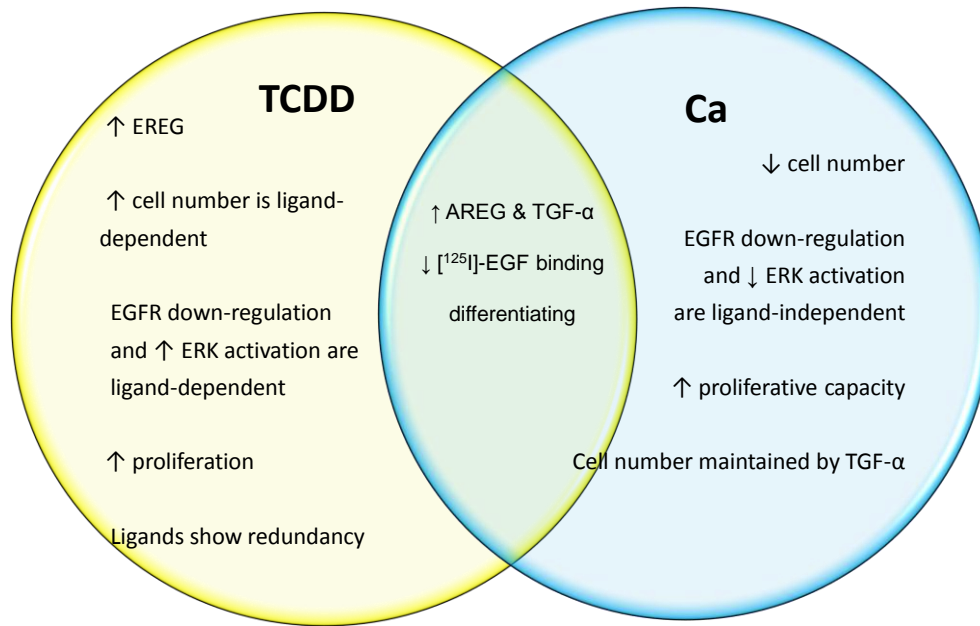 TCDD
↑ EREG
↑ cell number is ligand-
dependent
EGFR down-regulation
and ↑ ERK activation are
ligand-dependent
↑ proliferation
Ligands show redundancy
↑ AREG & TGF-α
↓ [¹²⁵I]-EGF binding
differentiating
Ca
↓ cell number
EGFR down-regulation
and ↓ ERK activation
are ligand-independent
↑ proliferative capacity
Cell number maintained by TGF-α